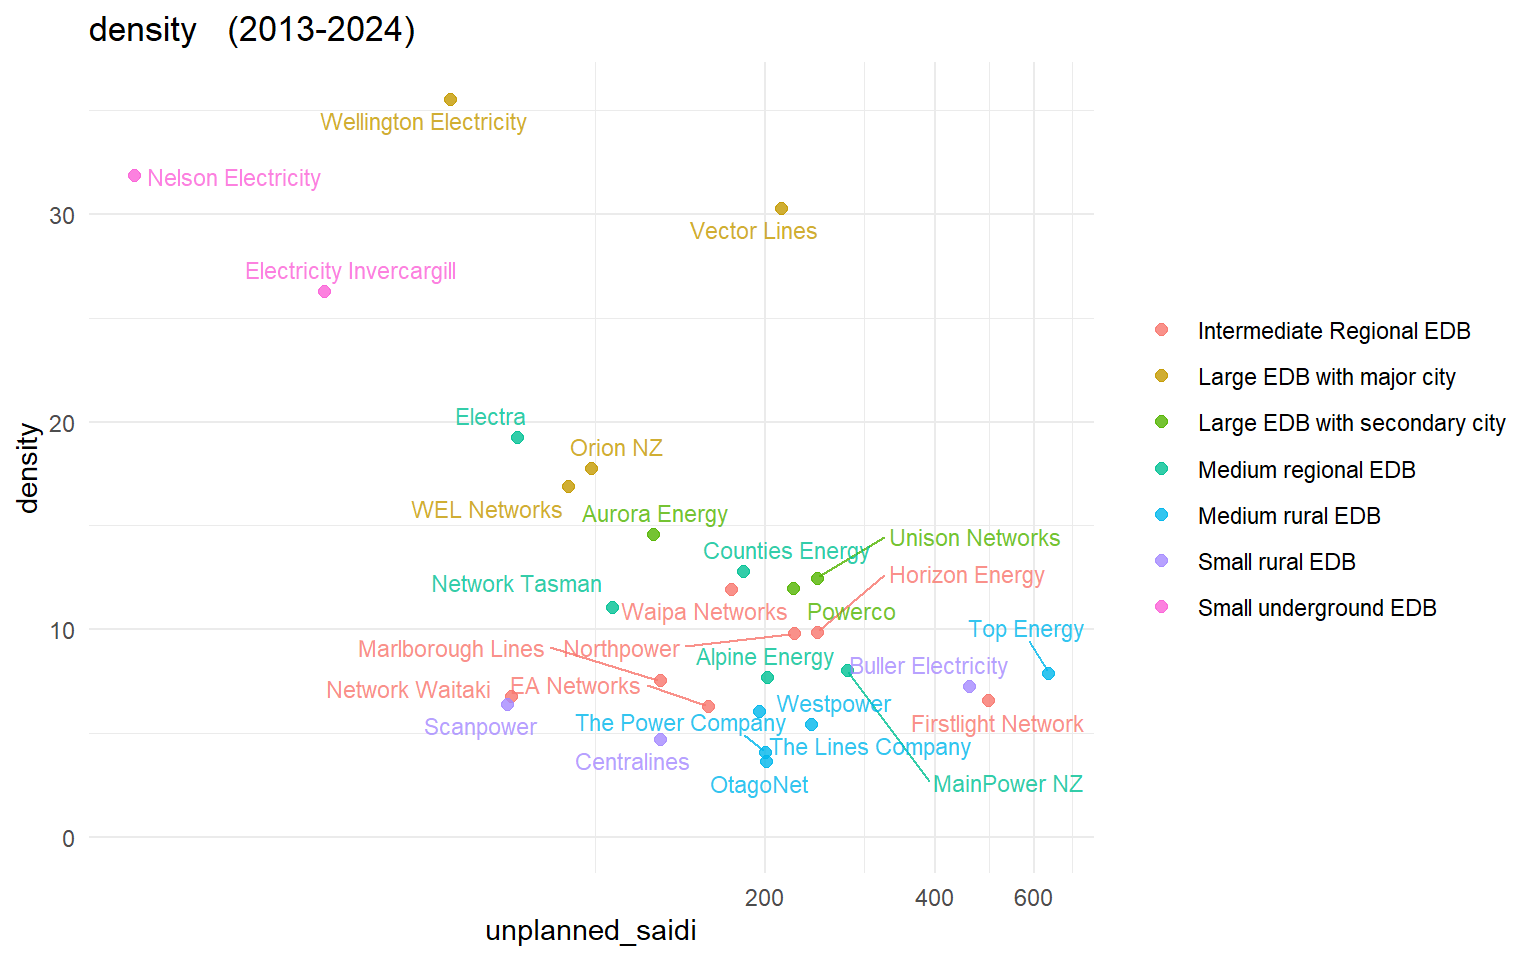 density (2013-2024)
Wellington Electricity
Nelson Electricity
30
Vector Lines
Electricity Invercargill
Intermediate Regional EDB
Large EDB with major city
Large EDB with secondary city
Medium regional EDB
Medium rural EDB
Small rural EDB
Small underground EDB
density
20
Electra
Orion NZ
WEL Networks
Aurora Energy
Unison Networks
Counties Energy
Horizon Energy
Network Tasman
Waipa Networks
Powerco
10
Top Energy
Marlborough Lines
Northpower
Alpine Energy
Buller Electricity
Network Waitaki
EA Networks
Westpower
Scanpower
The Power Company
Firstlight Network
The Lines Company
Centralines
OtagoNet
MainPower NZ
0
200
400
600
unplanned_saidi